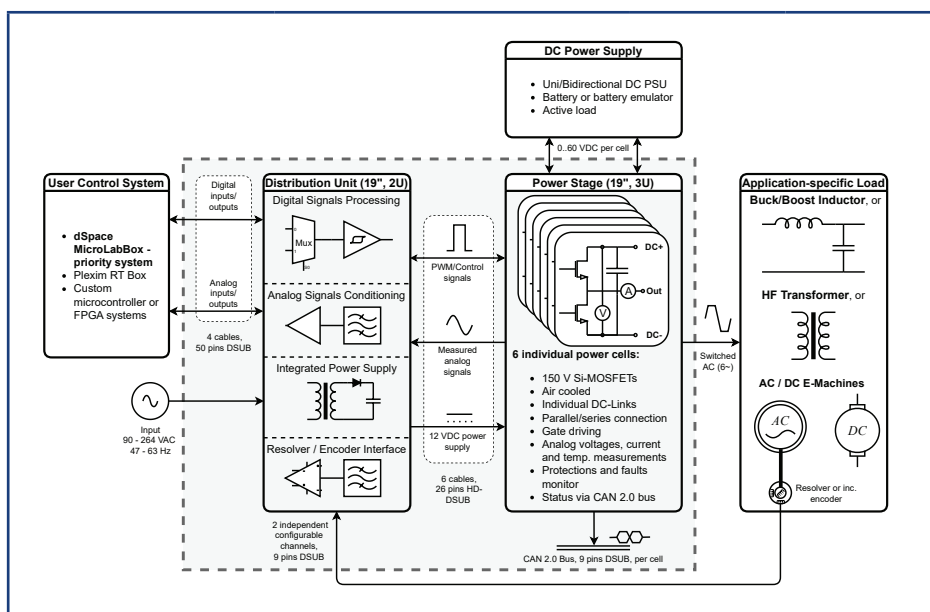 DC Power Supply
• Uni/Bidirectional DC PSU
• Battery or battery emulator
• Active load
0..60 VDC per cell
User Control System
• dSpace
MicroLabBox -
priority system
• Plexim RT Box
• Custom
microcontroller or
FPGA systems
Digital
inputs/
outputs
Analog
inputs/
outputs
4 cables,
50 pins DSUB
Input
90 - 264 VAC
47 - 63 Hz
Distribution Unit (19", 2U)
Digital Signals Processing
0
Mux
1
S0
Analog Signals Conditioning
Integrated Power Supply
Resolver / Encoder Interface
2 independent
configurable
channels,
9 pins DSUB
PWM/Control
signals
Measured
analog
signals
12 VDC power
supply
6 cables,
26 pins HD-
DSUB
Power Stage (19", 3U)
DC+
A
Out
V
DC-
6 individual power cells:
• 150 V Si-MOSFETs
• Air cooled
• Individual DC-Links
• Parallel/series connection
• Gate driving
• Analog voltages, current
and temp. measurements
• Protections and faults
monitor
• Status via CAN 2.0 bus
CAN 2.0 Bus, 9 pins DSUB, per cell
Switched
AC (6~)
Application-specific Load
Buck/Boost Inductor, or
HF Transformer, or
AC / DC E-Machines
AC
DC
Resolver or inc.
encoder